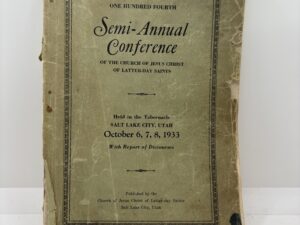 ONE HUNDRED FOURTH
Semi-Annual
Conference
OF THE CHURCH OF JESUS CHRIST
OF LATTER-DAY SAINTS
Held in the Tabernacle
SALT LAKE CITY, UTAH
October 6, 7, 8, 1933
With Report of Discourses
Published by the
Church of Jesus Christ of Latter-day Saints
Salt Lake City, Utah